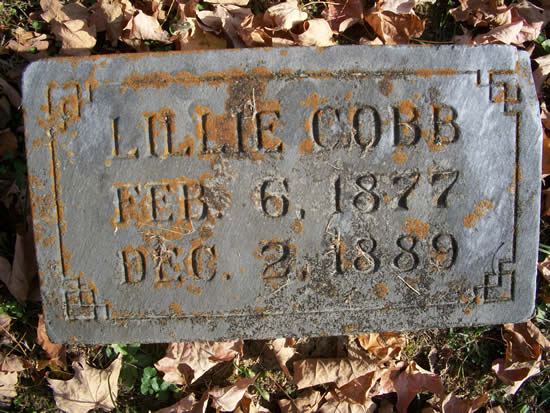 LILLIE COBB
FEB. 6, 1877
DEC. 2, 1889